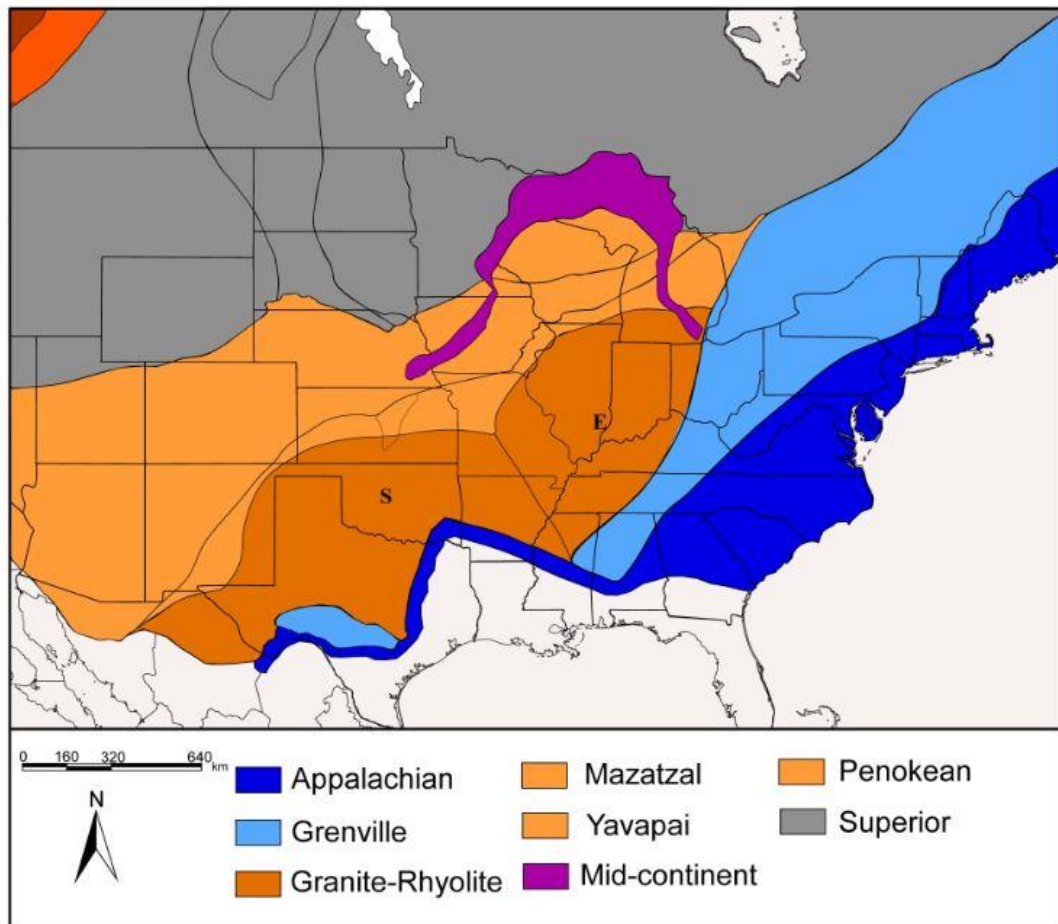 E
S
0 160 320 640 km
N
Appalachian
Grenville
Granite-Rhyolite
Mazatzal
Yavapai
Mid-continent
Penokean
Superior